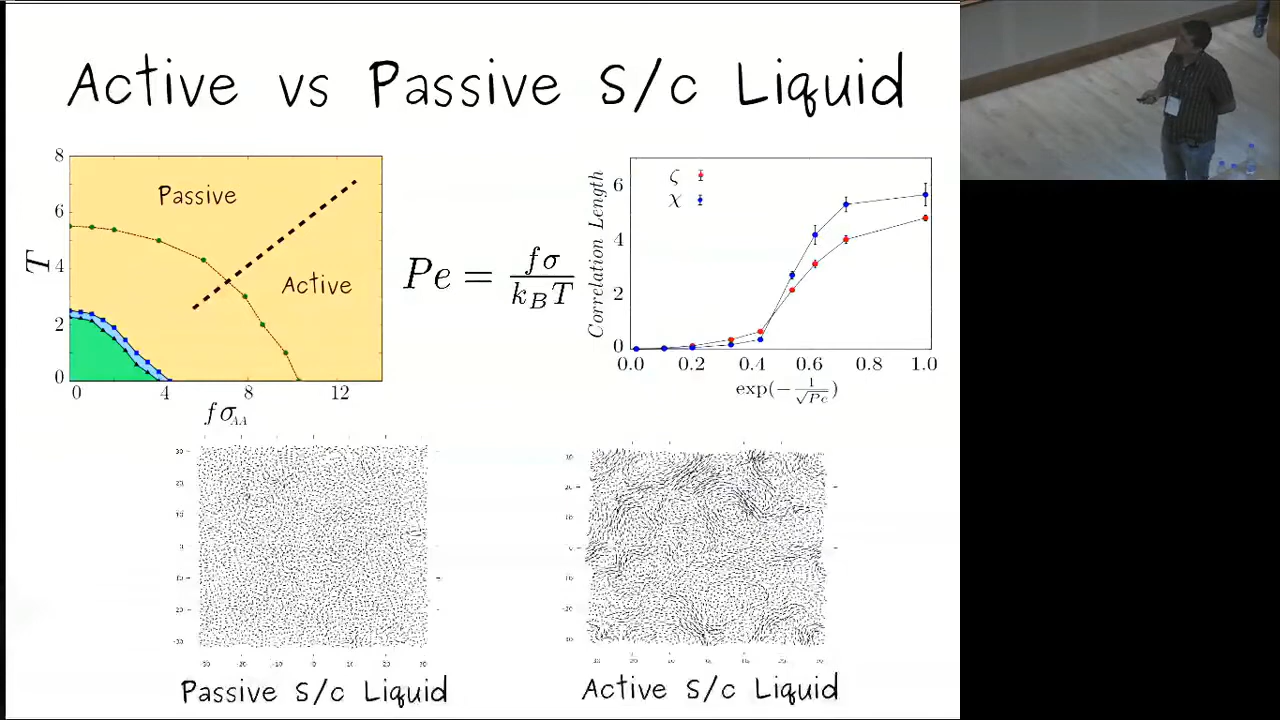 Active vs Passive S/c Liquid
8
6
4
2
0
T
Passive
Active
0 4 8 12
fσ_AA
Pe = fσ / k_B T
Correlation Length
6
4
2
0
ζ
χ
0.0 0.2 0.4 0.6 0.8 1.0
exp(−1/√Pe)
Passive S/c Liquid
Active S/c Liquid